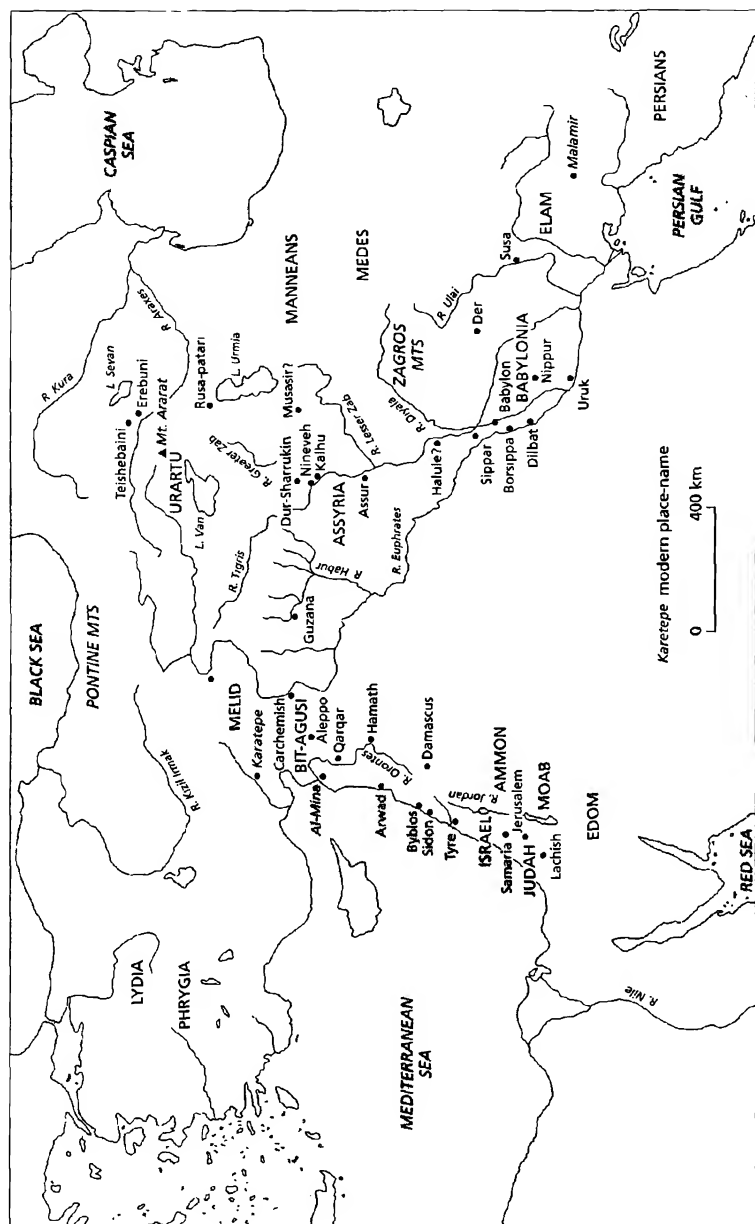 BLACK SEA
PONTINE MTS
CASPIAN
SEA
R. Kura
L. Sevan
R. Araxes
Teishebaini
Erebuni
Mt. Ararat
URARTU
L. Van
Rusa-patari
L. Urmia
R. Kizil Irmak
LYDIA
PHRYGIA
MELID
Karatepe
Carchemish
BIT-AGUSI
Aleppo
Al-Mina
Qarqar
Hamath
R. Orontes
Arwad
Byblos
Sidon
Damascus
Tyre
R. Jordan
ISRAEL
AMMON
Samaria
Jerusalem
JUDAH
MOAB
Lachish
EDOM
Guzana
R. Habur
R. Tigris
R. Greater Zab
Musasir?
MANNEANS
Dur-Sharrukin
Nineveh
Kalhu
ASSYRIA
R. Lesser Zab
Assur
MEDES
ZAGROS
MTS
R. Diyala
R. Euphrates
Halule?
Sippar
Babylon
BABYLONIA
Borsippa
Nippur
Dilbat
Uruk
Der
R. Ulai
Susa
ELAM
Malamir
PERSIANS
PERSIAN
GULF
MEDITERRANEAN
SEA
R. Nile
RED SEA
0 400 km
Karetepe modern place-name